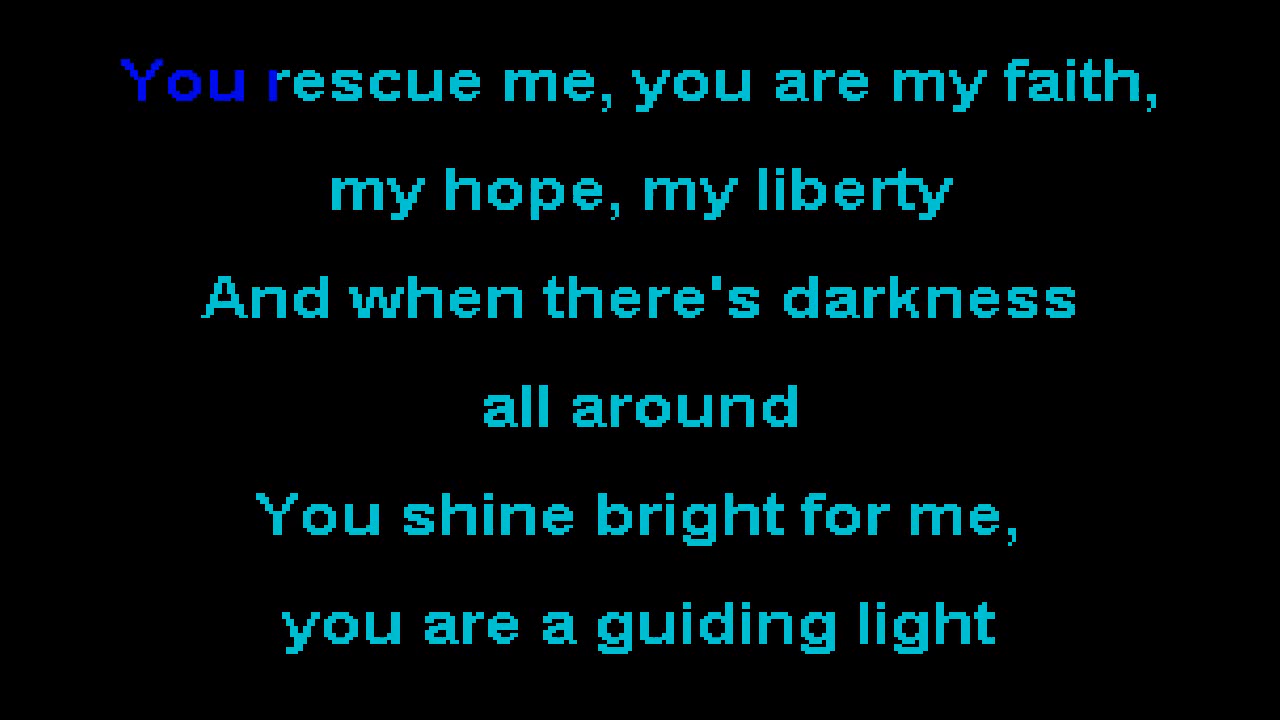 You rescue me, you are my faith,
my hope, my liberty
And when there's darkness
all around
You shine bright for me,
you are a guiding light